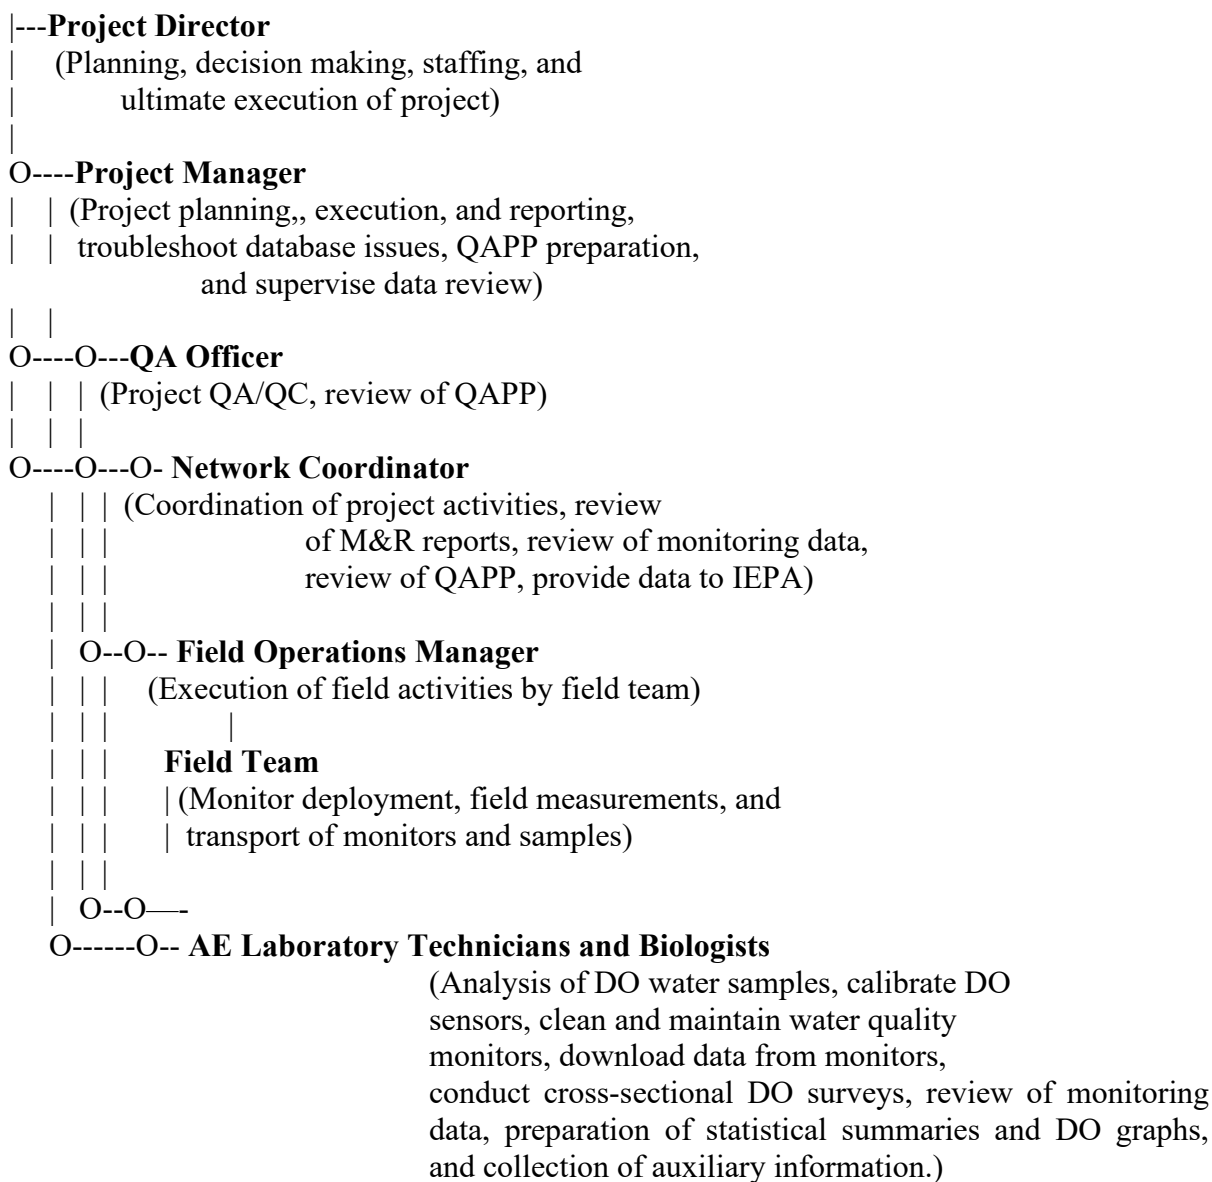 |---Project Director
| (Planning, decision making, staffing, and
| ultimate execution of project)
|
O----Project Manager
| | (Project planning,, execution, and reporting,
| | troubleshoot database issues, QAPP preparation,
and supervise data review)
| |
O----O---QA Officer
| | | (Project QA/QC, review of QAPP)
| | |
O----O---O- Network Coordinator
| | | (Coordination of project activities, review
| | | of M&R reports, review of monitoring data,
| | | review of QAPP, provide data to IEPA)
| | |
| O--O-- Field Operations Manager
| | | (Execution of field activities by field team)
| | | |
| | | Field Team
| | | | (Monitor deployment, field measurements, and
| | | | transport of monitors and samples)
| | |
| O--O—-
O------O-- AE Laboratory Technicians and Biologists
(Analysis of DO water samples, calibrate DO
sensors, clean and maintain water quality
monitors, download data from monitors,
conduct cross-sectional DO surveys, review of monitoring
data, preparation of statistical summaries and DO graphs,
and collection of auxiliary information.)